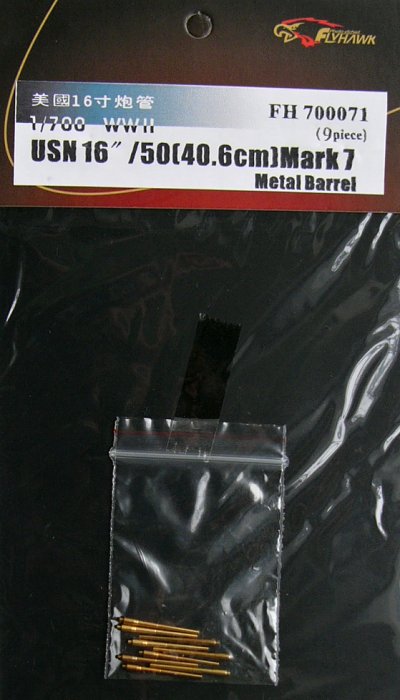 FLYHAWK
美國16寸炮管
FH 700071
1/700 WWII
(9piece)
USN 16″ /50(40.6cm)Mark 7
Metal Barrel